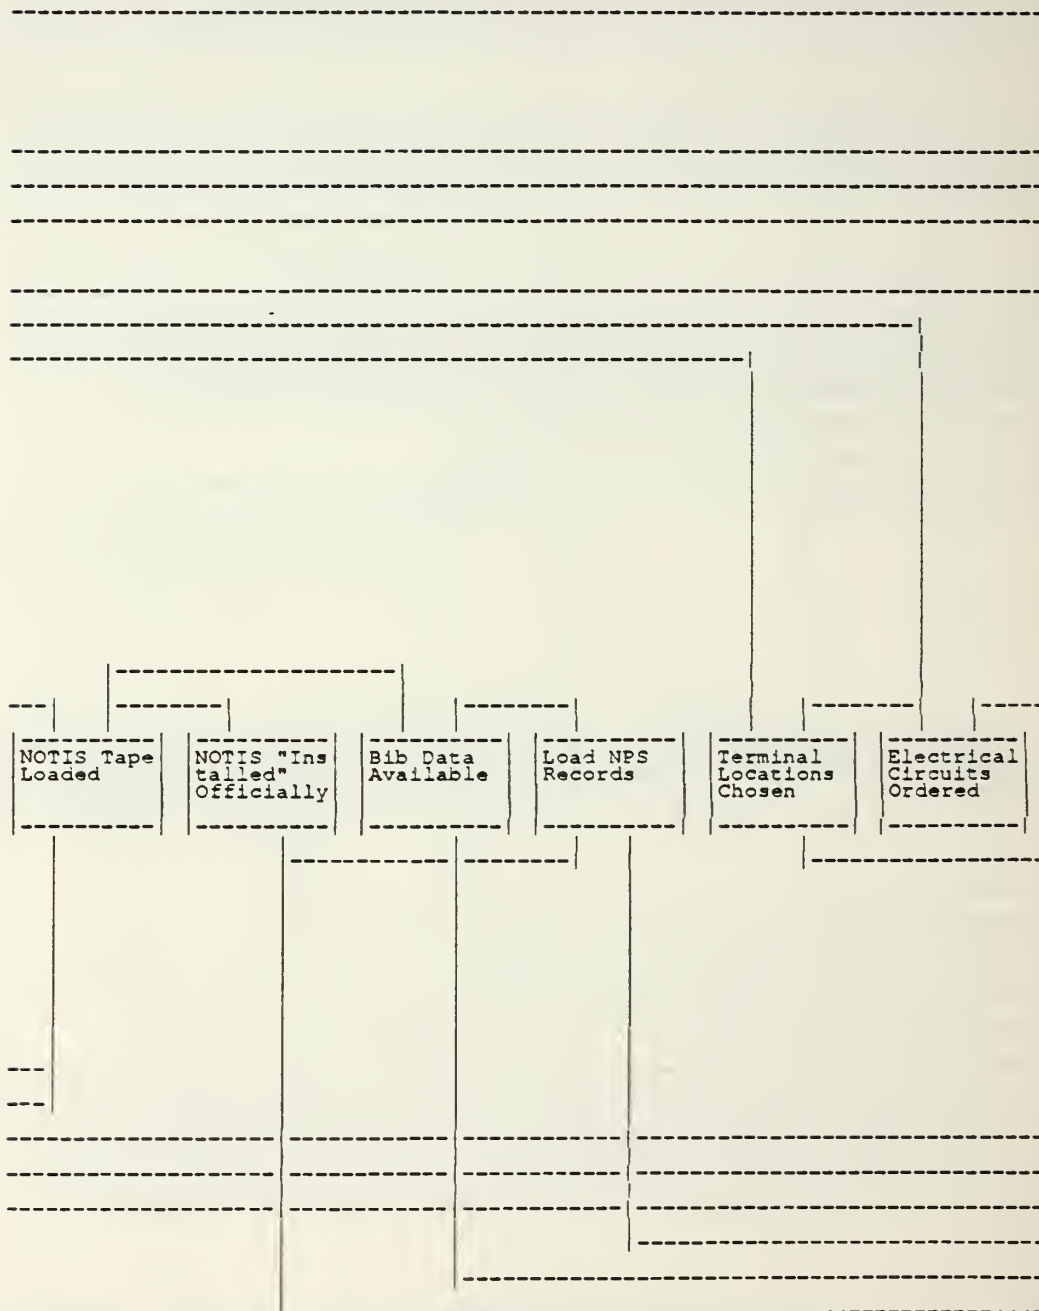 NOTIS Tape
Loaded
NOTIS "Ins
talled"
Officially
Bib Data
Available
Load NPS
Records
Terminal
Locations
Chosen
Electrical
Circuits
Ordered